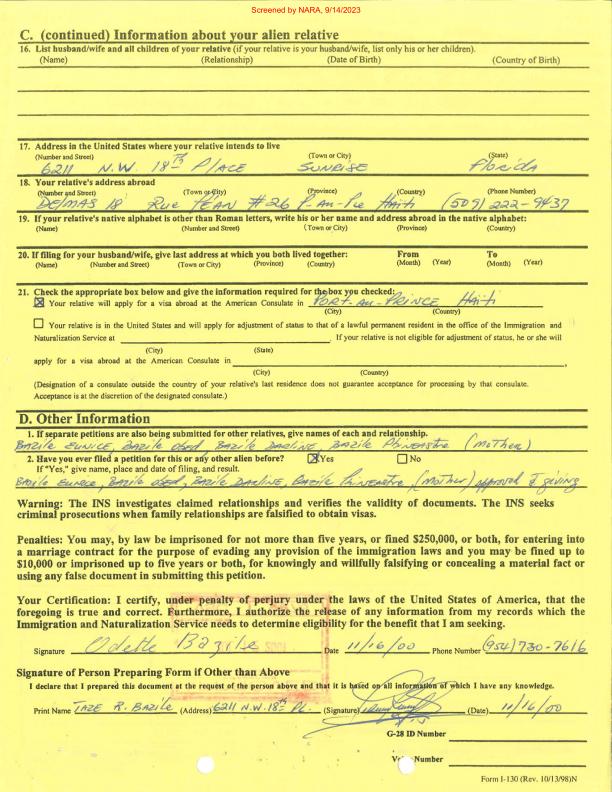 Screened by NARA, 9/14/2023
C. (continued) Information about your alien relative
16. List husband/wife and all children of your relative (if your relative is your husband/wife, list only his or her children).
(Name) (Relationship) (Date of Birth) (Country of Birth)
17. Address in the United States where your relative intends to live
(Number and Street) (Town or City) (State)
6211 N.W. 18TH PLACE SUNRISE Florida
18. Your relative's address abroad
(Number and Street) (Town or City) (Province) (Country) (Phone Number)
DELMAS 18 Rue JEAN #26 P-au-Pce Haiti (509) 222-9437
19. If your relative's native alphabet is other than Roman letters, write his or her name and address abroad in the native alphabet:
(Name) (Number and Street) (Town or City) (Province) (Country)
20. If filing for your husband/wife, give last address at which you both lived together: From To
(Name) (Number and Street) (Town or City) (Province) (Country) (Month) (Year) (Month) (Year)
21. Check the appropriate box below and give the information required for the box you checked:
☒ Your relative will apply for a visa abroad at the American Consulate in PORT-AU-PRINCE Haiti
(City) (Country)
☐ Your relative is in the United States and will apply for adjustment of status to that of a lawful permanent resident in the office of the Immigration and
Naturalization Service at . If your relative is not eligible for adjustment of status, he or she will
(City) (State)
apply for a visa abroad at the American Consulate in
(City) (Country)
(Designation of a consulate outside the country of your relative's last residence does not guarantee acceptance for processing by that consulate.
Acceptance is at the discretion of the designated consulate.)
D. Other Information
1. If separate petitions are also being submitted for other relatives, give names of each and relationship.
BAZILE EUNICE, BAZILE OBED, BAZILE DARLINE, BAZILE (MOTHER)
2. Have you ever filed a petition for this or any other alien before? ☒ Yes ☐ No
If "Yes," give name, place and date of filing, and result.
BAZILE EUNICE, BAZILE OBED, BAZILE DARLINE, BAZILE (MOTHER) approved & giving
Warning: The INS investigates claimed relationships and verifies the validity of documents. The INS seeks
criminal prosecutions when family relationships are falsified to obtain visas.
Penalties: You may, by law be imprisoned for not more than five years, or fined $250,000, or both, for entering into
a marriage contract for the purpose of evading any provision of the immigration laws and you may be fined up to
$10,000 or imprisoned up to five years or both, for knowingly and willfully falsifying or concealing a material fact or
using any false document in submitting this petition.
Your Certification: I certify, under penalty of perjury under the laws of the United States of America, that the
foregoing is true and correct. Furthermore, I authorize the release of any information from my records which the
Immigration and Naturalization Service needs to determine eligibility for the benefit that I am seeking.
Signature Odette Bazile Date 11/16/00 Phone Number (954) 730-7616
Signature of Person Preparing Form if Other than Above
I declare that I prepared this document at the request of the person above and that it is based on all information of which I have any knowledge.
Print Name TAZE R. BAZILE (Address) 6211 N.W. 18TH PL. (Signature) (Date) 11/16/00
G-28 ID Number
Number
Form I-130 (Rev. 10/13/98)N